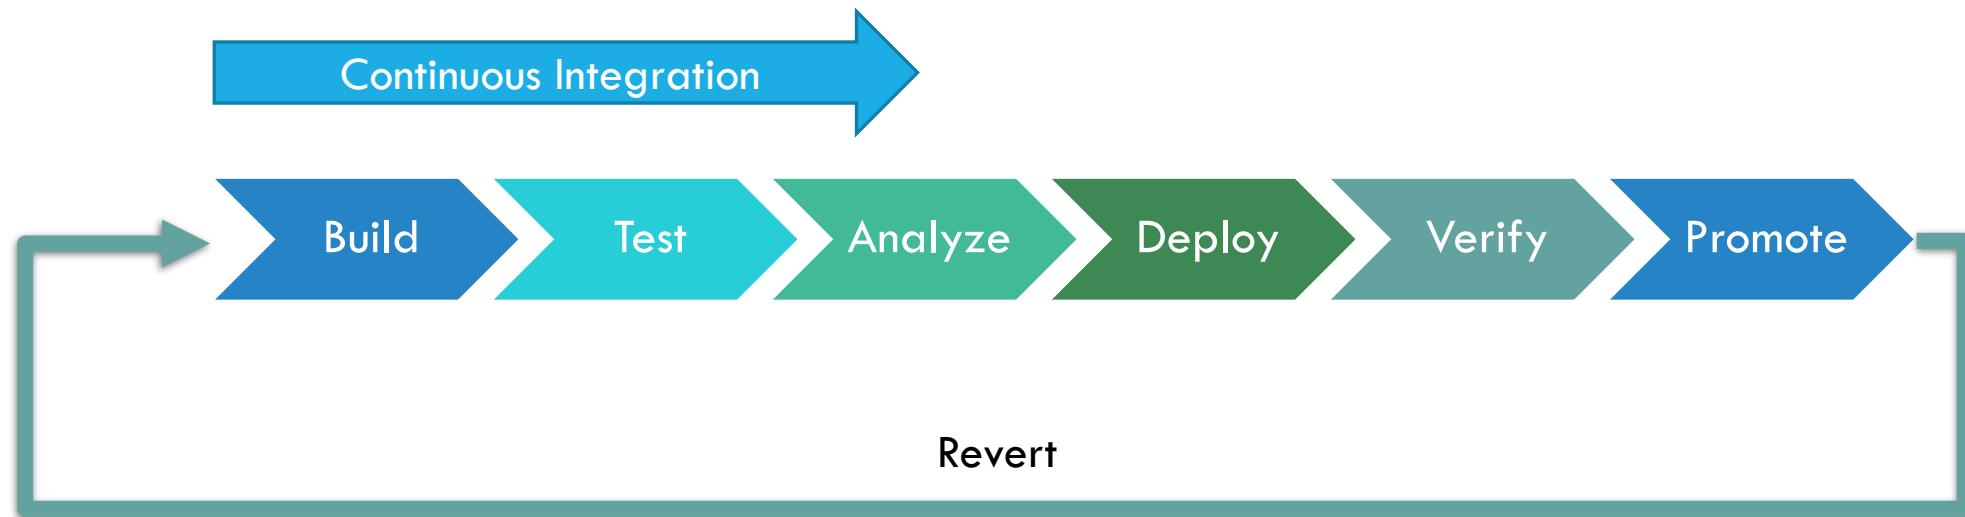 Continuous Integration
Build
Test
Analyze
Deploy
Verify
Promote
Revert